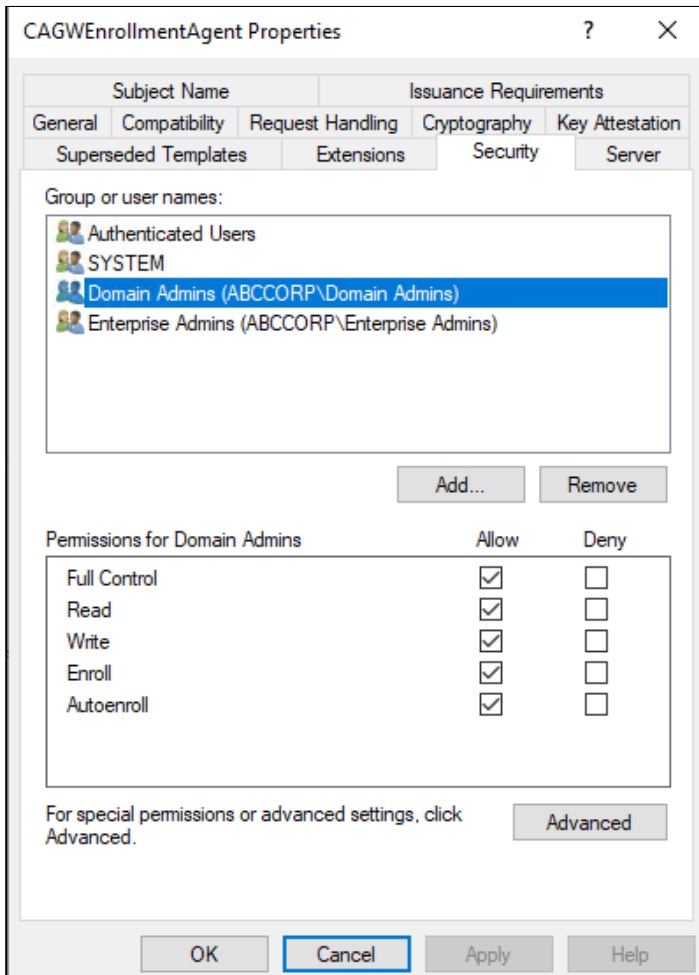 CAGWEnrollmentAgent Properties ?
Subject Name Issuance Requirements
General Compatibility Request Handling Cryptography Key Attestation
Superseded Templates Extensions Security Server
Group or user names:
Authenticated Users
SYSTEM
Domain Admins (ABCCORP\Domain Admins)
Enterprise Admins (ABCCORP\Enterprise Admins)
Add... Remove
Permissions for Domain Admins Allow Deny
Full Control
Read
Write
Enroll
Autoenroll
For special permissions or advanced settings, click
Advanced.
Advanced
OK Cancel Apply Help